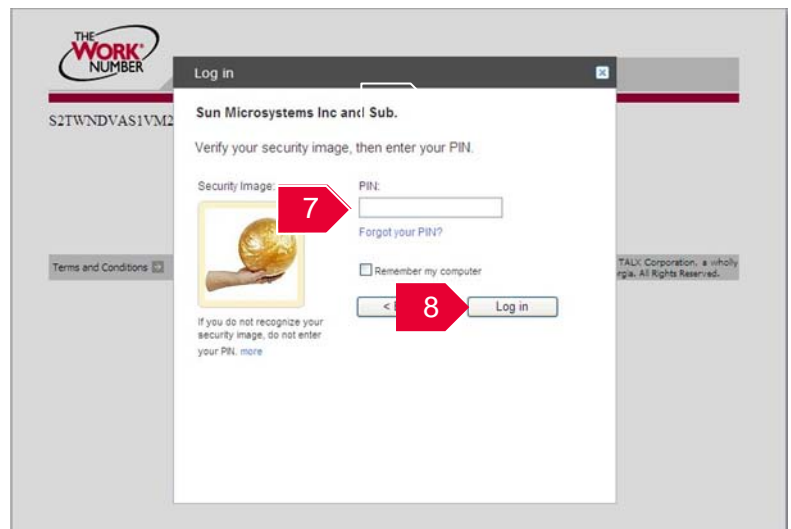 THE
WORK
NUMBER
Log in
S2TWNDVAS1VM2
Sun Microsystems Inc and Sub.
Verify your security image, then enter your PIN.
Security Image:
PIN:
7
Forgot your PIN?
Remember my computer
<
8
Log in
If you do not recognize your
security image, do not enter
your PIN. more
Terms and Conditions
TALX Corporation, a wholly
rgia. All Rights Reserved.